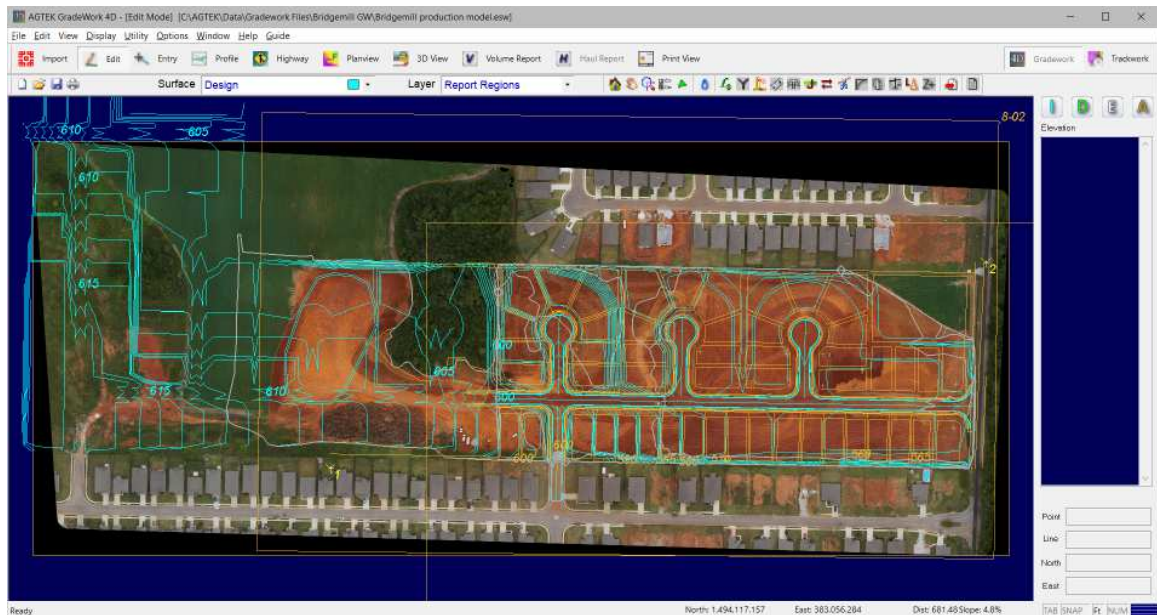 AGTEK GradeWork 4D - [Edit Mode] [C:\AGTEK\Data\Gradework Files\Bridgemill GW\Bridgemill production model.esw]
File Edit View Display Utility Options Window Help Guide
Import Edit Entry Profile Highway Planview 3D View V Volume Report H Haul Report Print View 4D Gradework Trackwork
Surface Design Layer Report Regions
I D E A
Elevation
8-02
610 605
610
2
615
600
605
615 610 600
600
600 565
1
Point
Line
North
East
Ready North: 1,494,117.157 East: 383,056.284 Dist: 681.48 Slope: 4.8% TAB SNAP Ft NUM